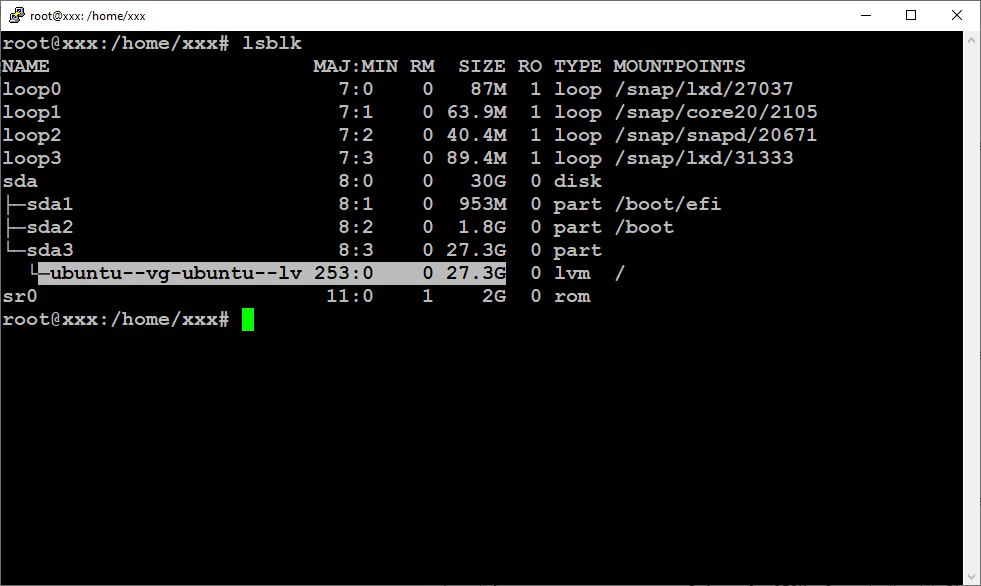 root@xxx: /home/xxx
root@xxx:/home/xxx# lsblk
NAME                      MAJ:MIN RM   SIZE RO TYPE MOUNTPOINTS
loop0                       7:0    0    87M  1 loop /snap/lxd/27037
loop1                       7:1    0  63.9M  1 loop /snap/core20/2105
loop2                       7:2    0  40.4M  1 loop /snap/snapd/20671
loop3                       7:3    0  89.4M  1 loop /snap/lxd/31333
sda                         8:0    0    30G  0 disk
├─sda1                      8:1    0   953M  0 part /boot/efi
├─sda2                      8:2    0   1.8G  0 part /boot
└─sda3                      8:3    0  27.3G  0 part
  └─ubuntu--vg-ubuntu--lv 253:0    0  27.3G  0 lvm  /
sr0                        11:0    1     2G  0 rom
root@xxx:/home/xxx#